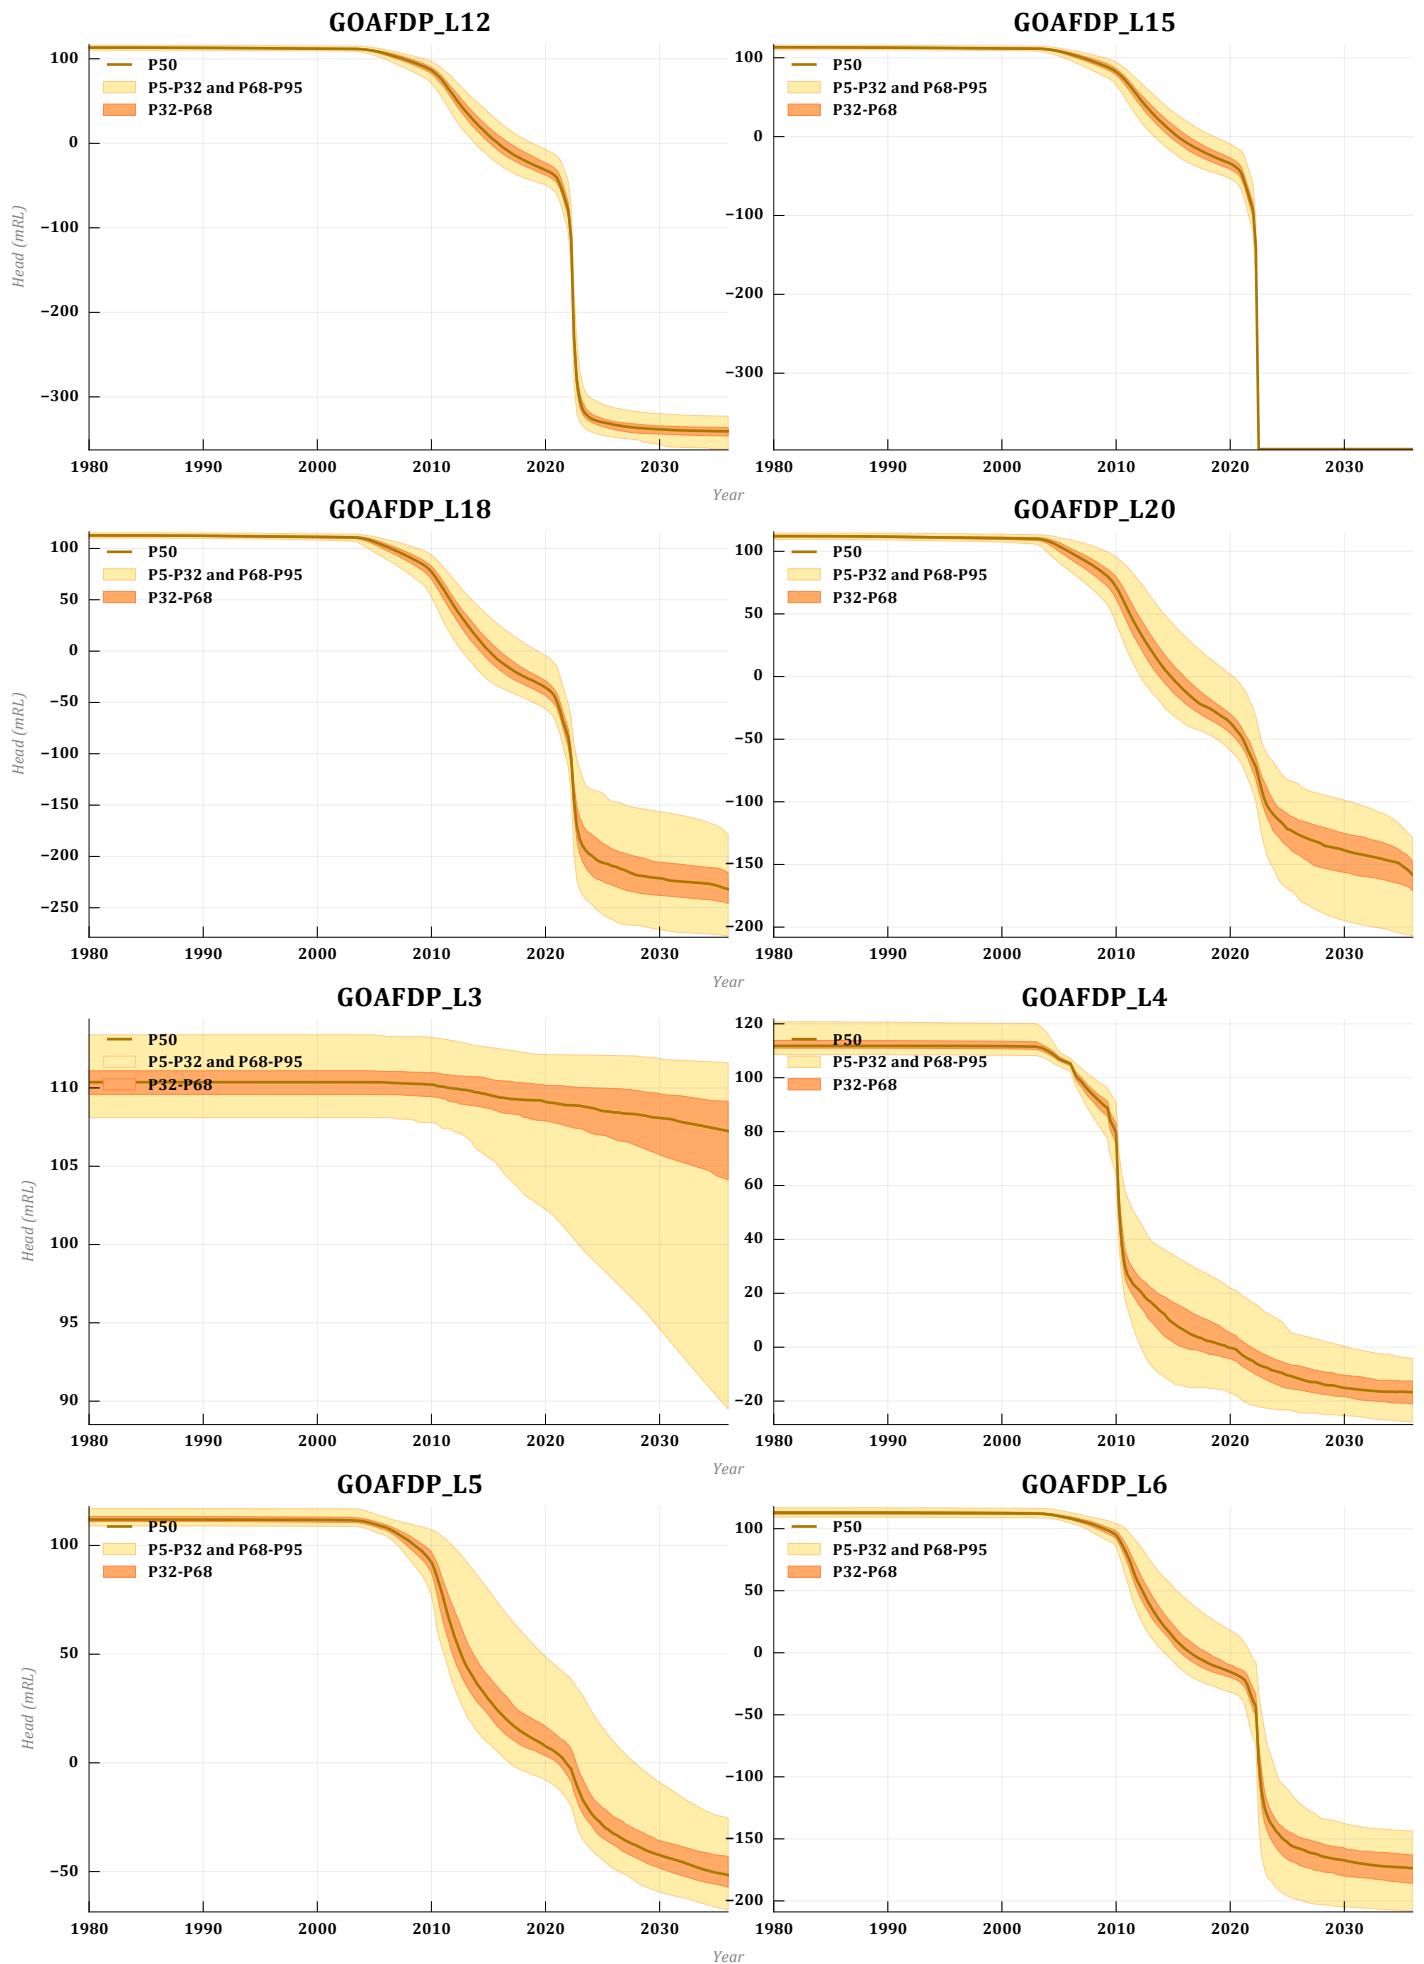 GOAFDP_L12
Head (mRL)
100
0
−100
−200
−300
P50
P5-P32 and P68-P95
P32-P68
1980 1990 2000 2010 2020 2030
GOAFDP_L15
100
0
−100
−200
−300
P50
P5-P32 and P68-P95
P32-P68
1980 1990 2000 2010 2020 2030
Year
GOAFDP_L18
Head (mRL)
100
50
0
−50
−100
−150
−200
−250
P50
P5-P32 and P68-P95
P32-P68
1980 1990 2000 2010 2020 2030
GOAFDP_L20
100
50
0
−50
−100
−150
−200
P50
P5-P32 and P68-P95
P32-P68
1980 1990 2000 2010 2020 2030
Year
GOAFDP_L3
Head (mRL)
110
105
100
95
90
P50
P5-P32 and P68-P95
P32-P68
1980 1990 2000 2010 2020 2030
GOAFDP_L4
120
100
80
60
40
20
0
−20
P50
P5-P32 and P68-P95
P32-P68
1980 1990 2000 2010 2020 2030
Year
GOAFDP_L5
Head (mRL)
100
50
0
−50
P50
P5-P32 and P68-P95
P32-P68
1980 1990 2000 2010 2020 2030
GOAFDP_L6
100
50
0
−50
−100
−150
−200
P50
P5-P32 and P68-P95
P32-P68
1980 1990 2000 2010 2020 2030
Year